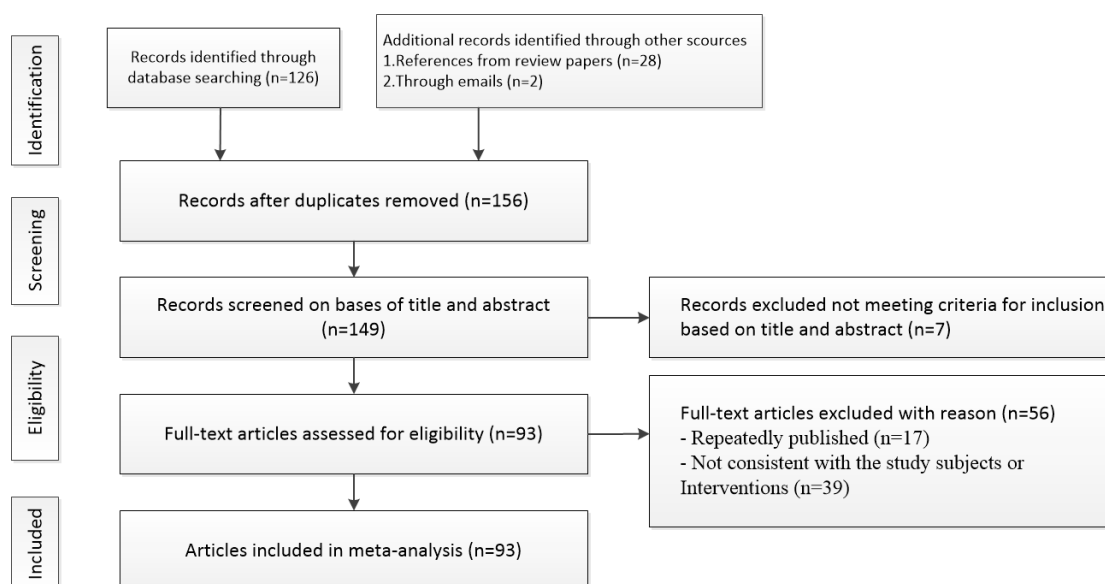 Identification
Records identified through
database searching (n=126)
Additional records identified through other scources
1.References from review papers (n=28)
2.Through emails (n=2)
Records after duplicates removed (n=156)
Screening
Records screened on bases of title and abstract
(n=149)
Records excluded not meeting criteria for inclusion
based on title and abstract (n=7)
Eligibility
Full-text articles assessed for eligibility (n=93)
Full-text articles excluded with reason (n=56)
- Repeatedly published (n=17)
- Not consistent with the study subjects or
Interventions (n=39)
Included
Articles included in meta-analysis (n=93)